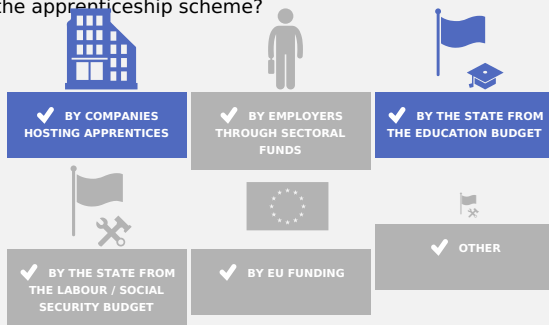 the apprenticeship scheme?
BY COMPANIES
HOSTING APPRENTICES
BY EMPLOYERS
THROUGH SECTORAL
FUNDS
BY THE STATE FROM
THE EDUCATION BUDGET
BY THE STATE FROM
THE LABOUR / SOCIAL
SECURITY BUDGET
BY EU FUNDING
OTHER